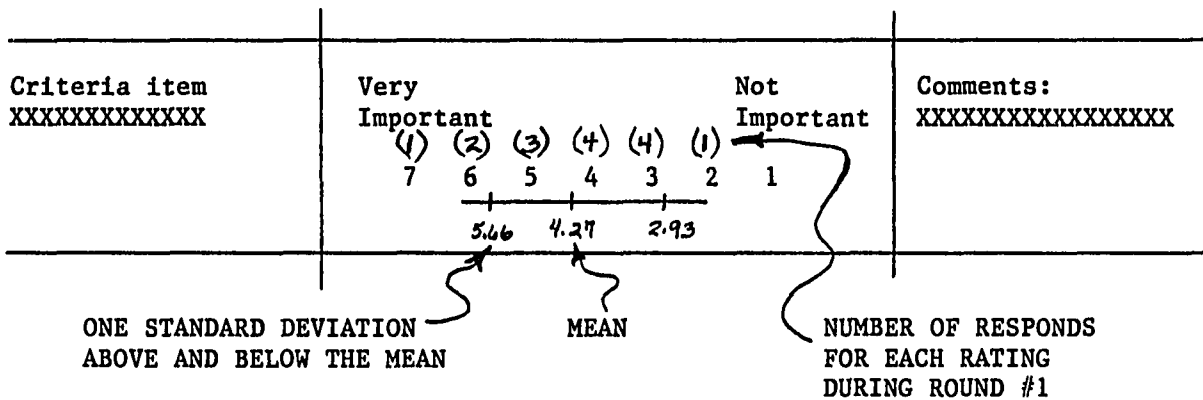 Criteria item
XXXXXXXXXXXXX
Very
Important
Not
Important
Comments:
XXXXXXXXXXXXXXXXX
(1) (2) (3) (4) (4) (1)
7 6 5 4 3 2 1
5.66 4.27 2.93
ONE STANDARD DEVIATION
ABOVE AND BELOW THE MEAN
MEAN
NUMBER OF RESPONDS
FOR EACH RATING
DURING ROUND #1